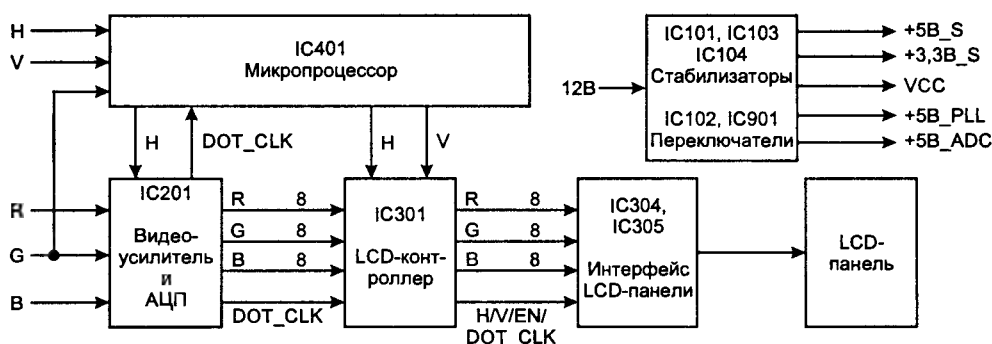 H
V
IC401
Микропроцессор
H
DOT_CLK
H
V
12В
IC101, IC103
IC104
Стабилизаторы
IC102, IC901
Переключатели
+5В_S
+3,3В_S
VCC
+5В_PLL
+5В_ADC
R
G
B
IC201
Видео-
усилитель
и
АЦП
R 8
G 8
B 8
DOT_CLK
IC301
LCD-конт-
роллер
R 8
G 8
B 8
H/V/EN/
DOT_CLK
IC304,
IC305
Интерфейс
LCD-панели
LCD-
панель